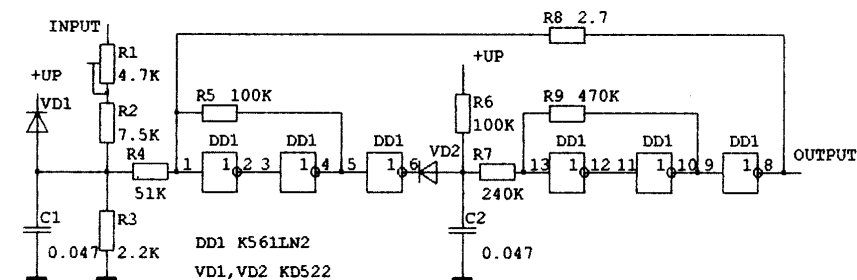 R8 2.7
INPUT
R1
4.7K
+UP
VD1
+UP
R5 100K
R6
100K
R9 470K
R2
7.5K
DD1
DD1
DD1
VD2
DD1
DD1
DD1
R4
51K
1
1
2
3
1
4
5
1
6
R7
240K
13
1
12
11
1
10
9
1
8
OUTPUT
C1
0.047
R3
2.2K
C2
0.047
DD1 K561LN2
VD1,VD2 KD522